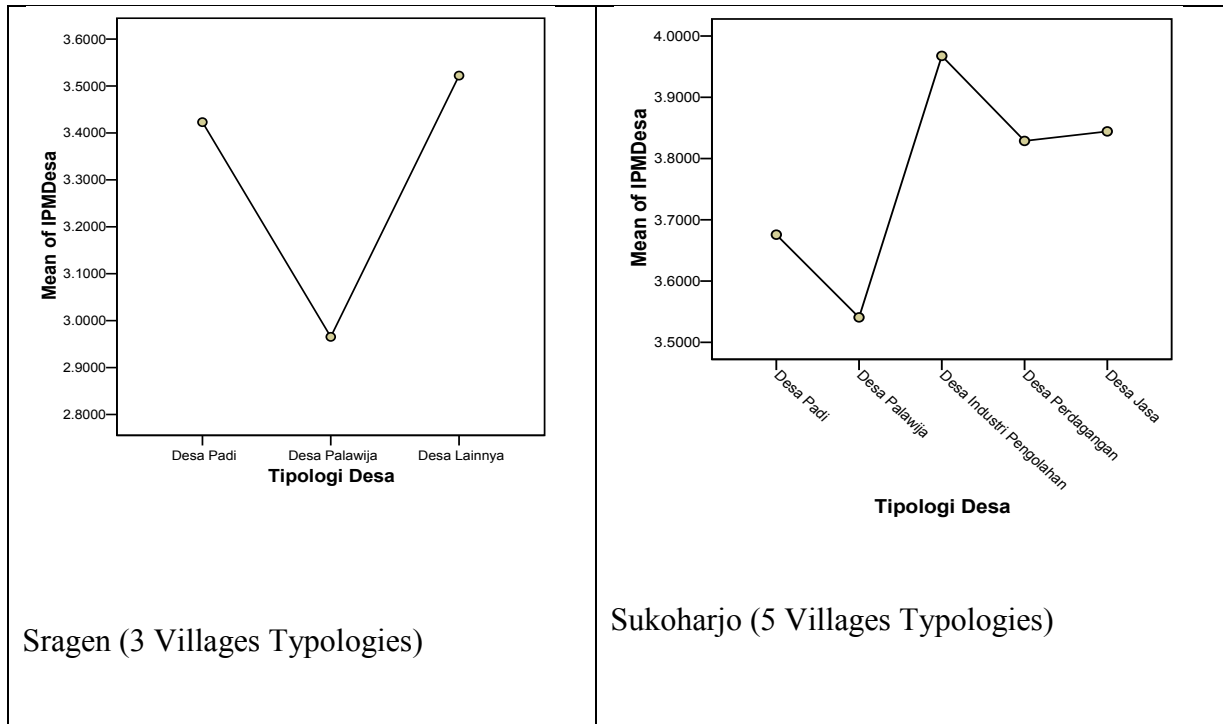 3.6000
3.5000
3.4000
3.3000
3.2000
3.1000
3.0000
2.9000
2.8000
Mean of IPMDesa
Desa Padi
Desa Palawija
Desa Lainnya
Tipologi Desa
Sragen (3 Villages Typologies)
4.0000
3.9000
3.8000
3.7000
3.6000
3.5000
Mean of IPMDesa
Desa Padi
Desa Palawija
Desa Industri Pengolahan
Desa Perdagangan
Desa Jasa
Tipologi Desa
Sukoharjo (5 Villages Typologies)